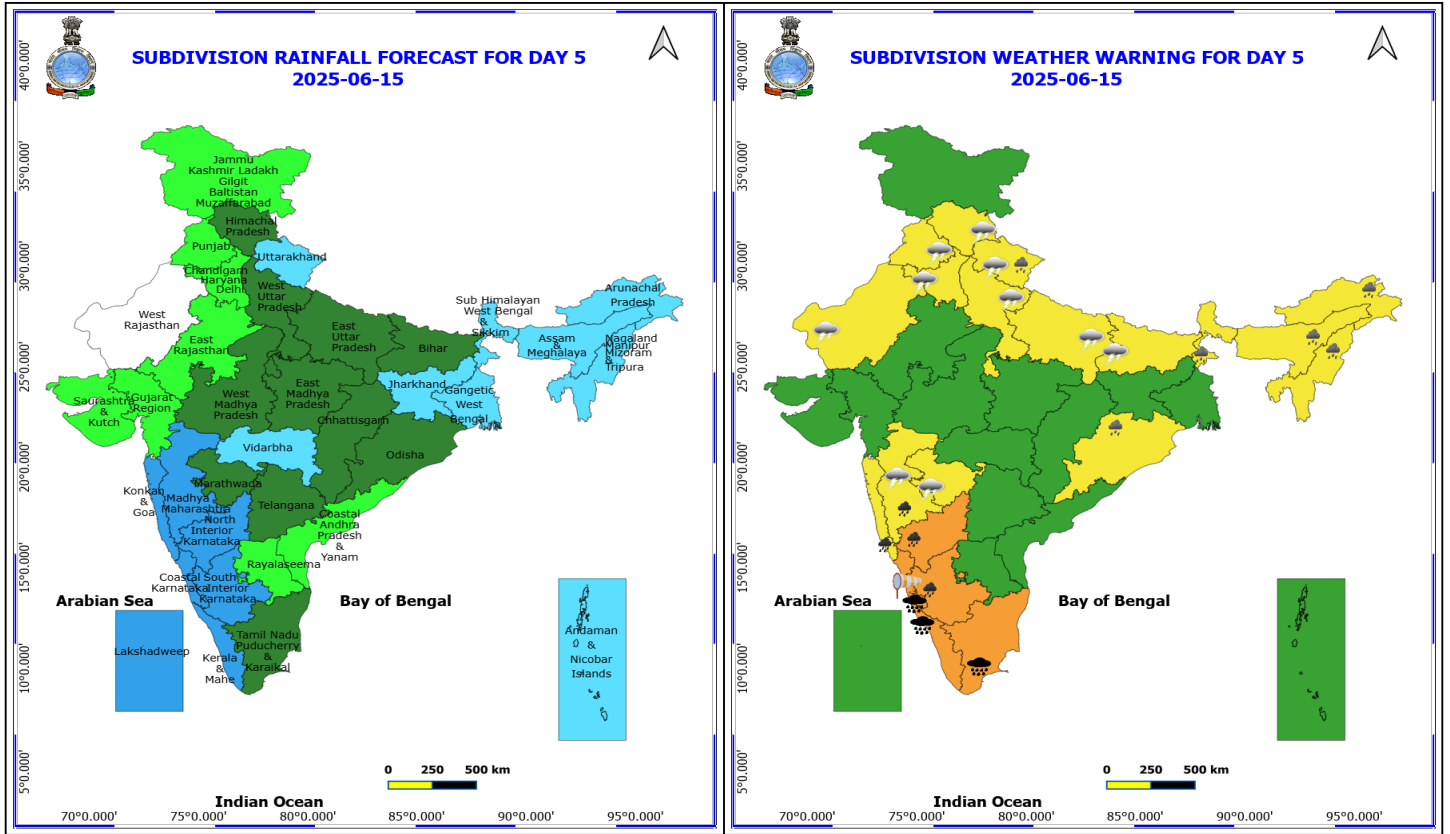 SUBDIVISION RAINFALL FORECAST FOR DAY 5
2025-06-15
40°0.000'
35°0.000'
30°0.000'
25°0.000'
20°0.000'
15°0.000'
10°0.000'
5°0.000'
Jammu
Kashmir Ladakh
Gilgit
Baltistan
Muzaffarabad
Himachal
Pradesh
Punjab
Uttarakhand
Chandigarh
Haryana
Delhi
West
Uttar
Pradesh
West
Rajasthan
East
Rajasthan
East
Uttar
Pradesh
Bihar
Sub Himalayan
West Bengal
&
Sikkim
Arunachal
Pradesh
Assam
&
Meghalaya
Nagaland
Manipur
Mizoram
&
Tripura
Saurashtra
&
Kutch
Gujarat
Region
West
Madhya
Pradesh
East
Madhya
Pradesh
Jharkhand
Gangetic
West
Bengal
Chhattisgarh
Vidarbha
Odisha
Konkan
&
Goa
Madhya
Maharashtra
Marathwada
Telangana
North
Interior
Karnataka
Coastal
Andhra
Pradesh
&
Yanam
Rayalaseema
Coastal
Karnataka
South
Interior
Karnataka
Arabian Sea
Bay of Bengal
Lakshadweep
Kerala
&
Mahe
Tamil Nadu
Puducherry
&
Karaikal
Andaman
&
Nicobar
Islands
0 250 500 km
Indian Ocean
70°0.000' 75°0.000' 80°0.000' 85°0.000' 90°0.000' 95°0.000'
SUBDIVISION WEATHER WARNING FOR DAY 5
2025-06-15
40°0.000'
35°0.000'
30°0.000'
25°0.000'
20°0.000'
15°0.000'
10°0.000'
5°0.000'
Arabian Sea
Bay of Bengal
0 250 500 km
Indian Ocean
70°0.000' 75°0.000' 80°0.000' 85°0.000' 90°0.000' 95°0.000'